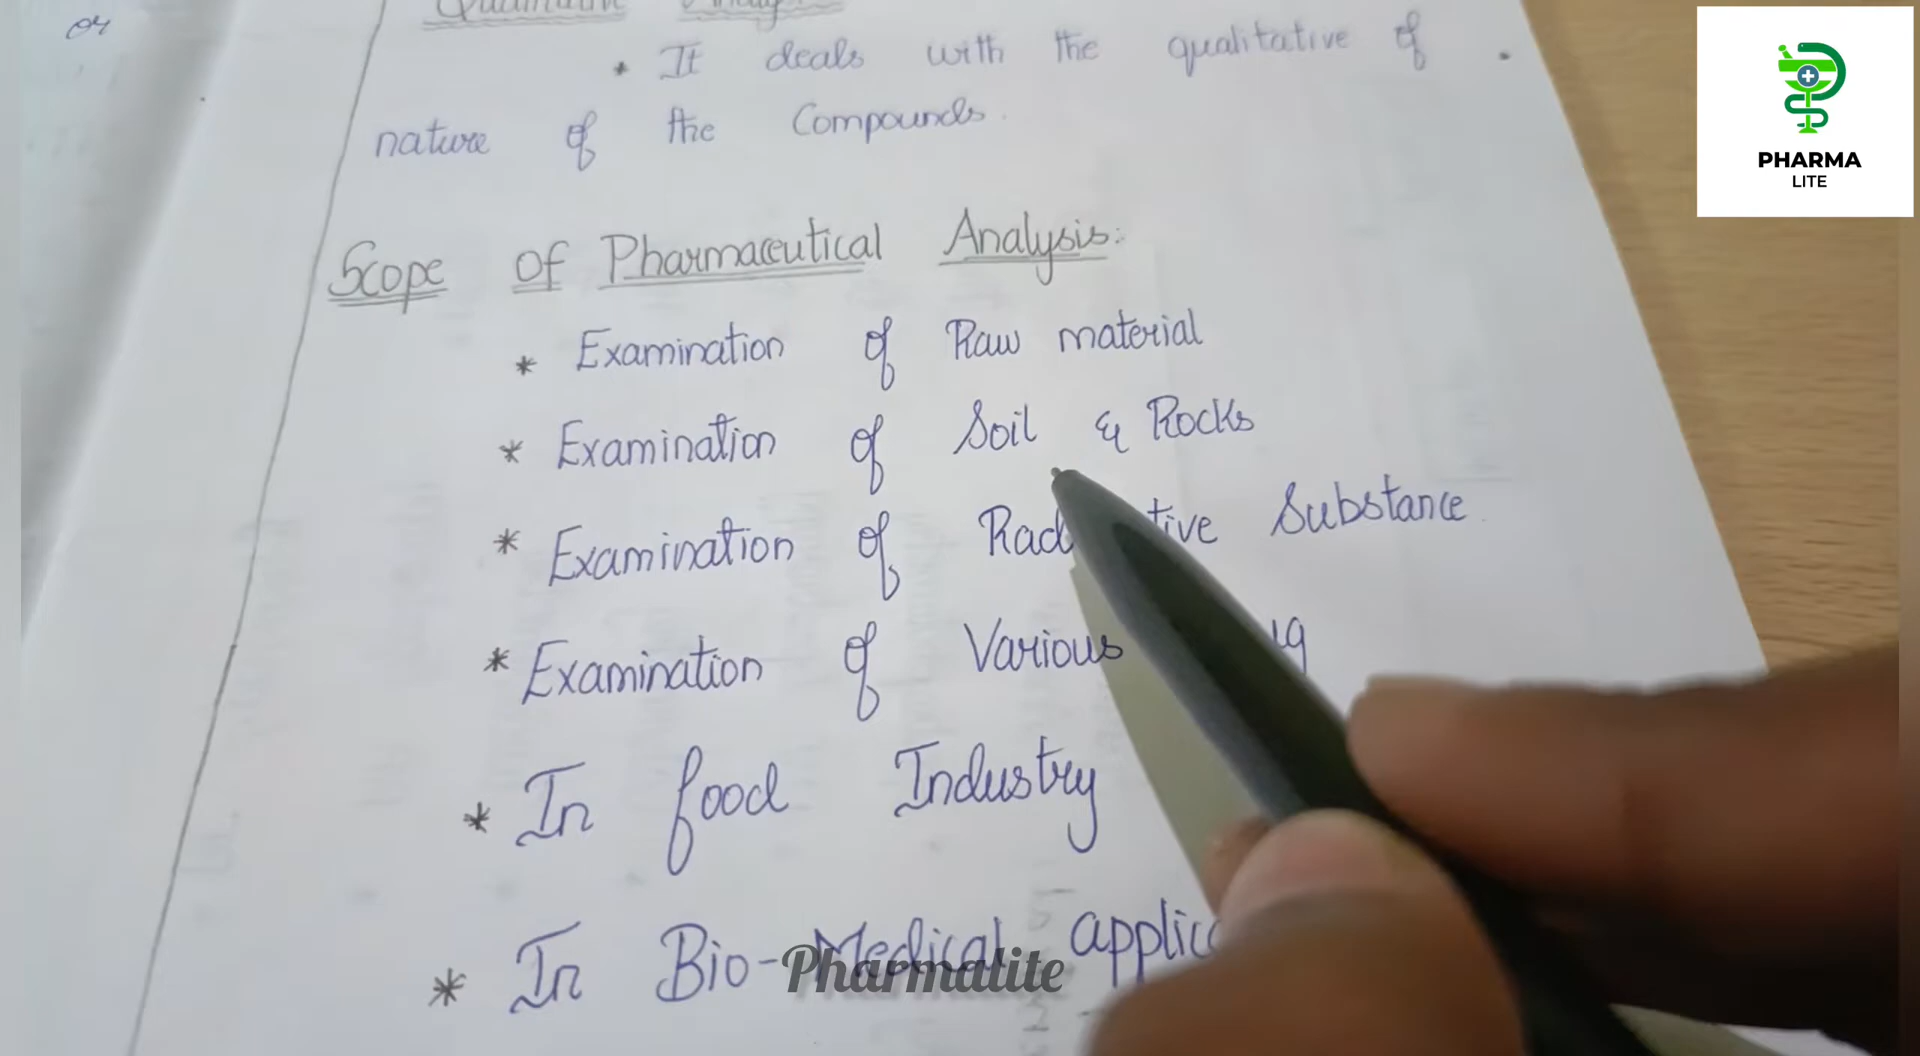 04
Analysis
* It deals with the qualitative of
nature of the Compounds.
Scope Of Pharmaceutical Analysis:
* Examination of Raw material
* Examination of Soil & Rocks
* Examination of Substance
* Examination of Various
* In food Industry
* In Bio-Medical
Pharmalite
PHARMA
LITE